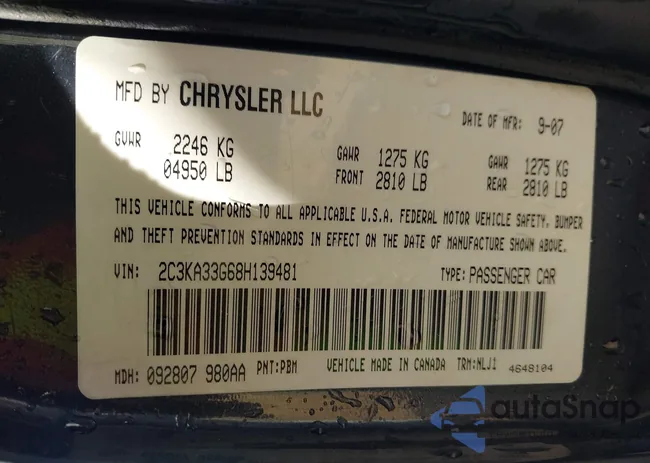 MFD BY CHRYSLER LLC
DATE OF MFR: 9-07
GVWR 2246 KG
04950 LB
GAWR 1275 KG
FRONT 2810 LB
GAWR 1275 KG
REAR 2810 LB
THIS VEHICLE CONFORMS TO ALL APPLICABLE U.S.A. FEDERAL MOTOR VEHICLE SAFETY, BUMPER
AND THEFT PREVENTION STANDARDS IN EFFECT ON THE DATE OF MANUFACTURE SHOWN ABOVE.
VIN: 2C3KA33G68H139481 TYPE: PASSENGER CAR
MDH: 092807 980AA PNT:PBM VEHICLE MADE IN CANADA TRM:NLJ1 4648104
autaSnap